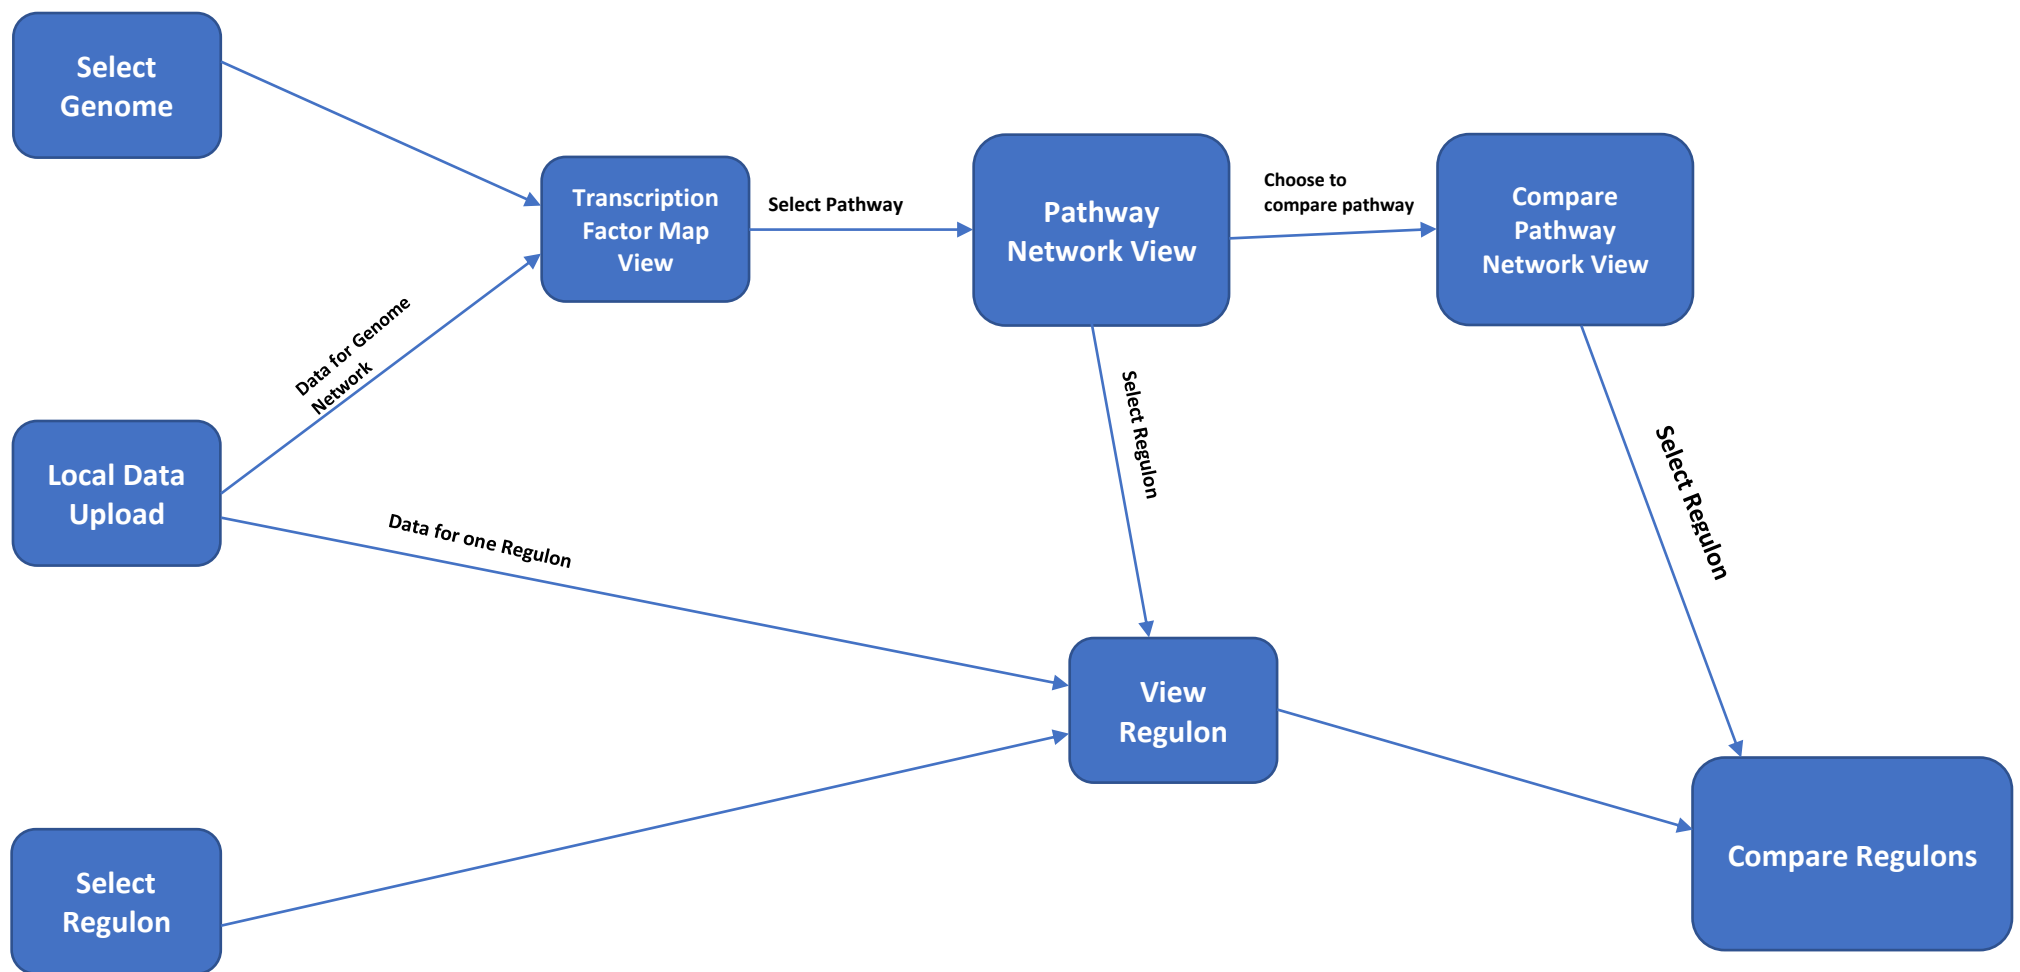 Select
Genome
Transcription
Factor Map
View
Select Pathway
Pathway
Network View
Choose to
compare pathway
Compare
Pathway
Network View
Data for Genome
Network
Select Regulon
Select Regulon
Local Data
Upload
Data for one Regulon
View
Regulon
Compare Regulons
Select
Regulon